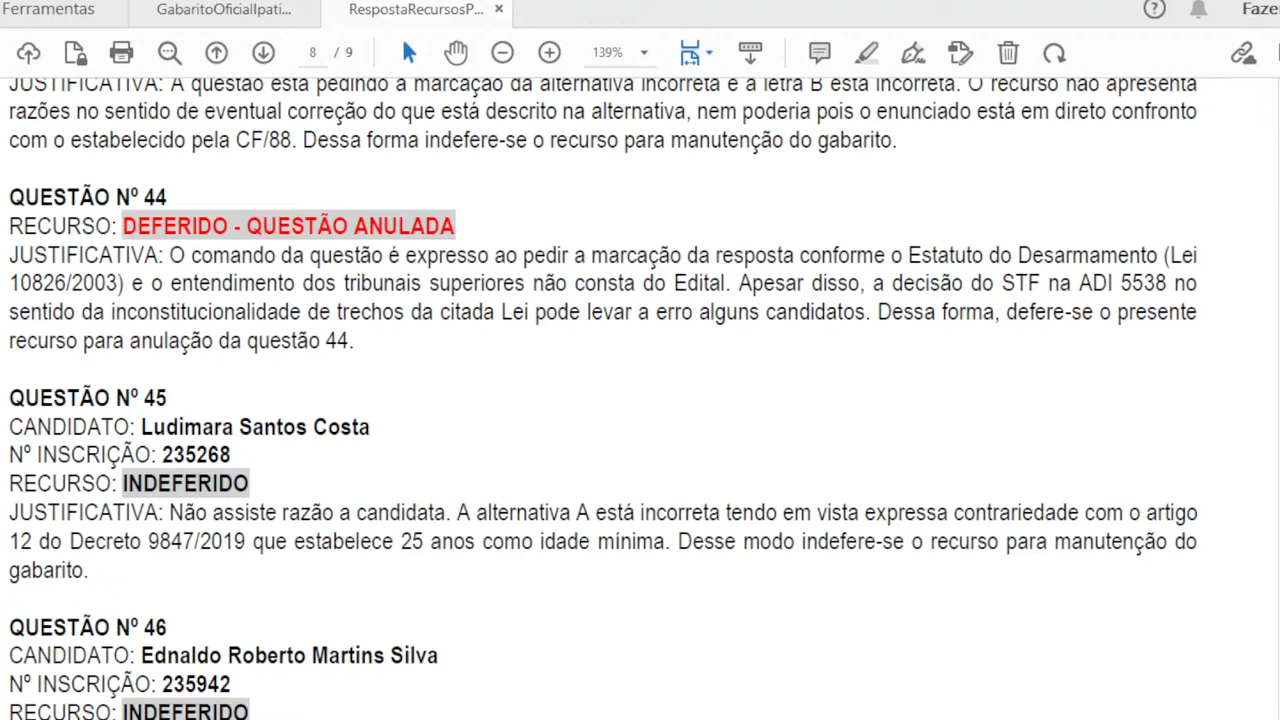 Ferramentas
GabaritoOficialIpati...
RespostaRecursosP... ×
Fazer
8 / 9
139%
JUSTIFICATIVA: A questão está pedindo a marcação da alternativa incorreta e a letra B está incorreta. O recurso não apresenta
razões no sentido de eventual correção do que está descrito na alternativa, nem poderia pois o enunciado está em direto confronto
com o estabelecido pela CF/88. Dessa forma indefere-se o recurso para manutenção do gabarito.
QUESTÃO Nº 44
RECURSO: DEFERIDO - QUESTÃO ANULADA
JUSTIFICATIVA: O comando da questão é expresso ao pedir a marcação da resposta conforme o Estatuto do Desarmamento (Lei
10826/2003) e o entendimento dos tribunais superiores não consta do Edital. Apesar disso, a decisão do STF na ADI 5538 no
sentido da inconstitucionalidade de trechos da citada Lei pode levar a erro alguns candidatos. Dessa forma, defere-se o presente
recurso para anulação da questão 44.
QUESTÃO Nº 45
CANDIDATO: Ludimara Santos Costa
Nº INSCRIÇÃO: 235268
RECURSO: INDEFERIDO
JUSTIFICATIVA: Não assiste razão a candidata. A alternativa A está incorreta tendo em vista expressa contrariedade com o artigo
12 do Decreto 9847/2019 que estabelece 25 anos como idade mínima. Desse modo indefere-se o recurso para manutenção do
gabarito.
QUESTÃO Nº 46
CANDIDATO: Ednaldo Roberto Martins Silva
Nº INSCRIÇÃO: 235942
RECURSO: INDEFERIDO